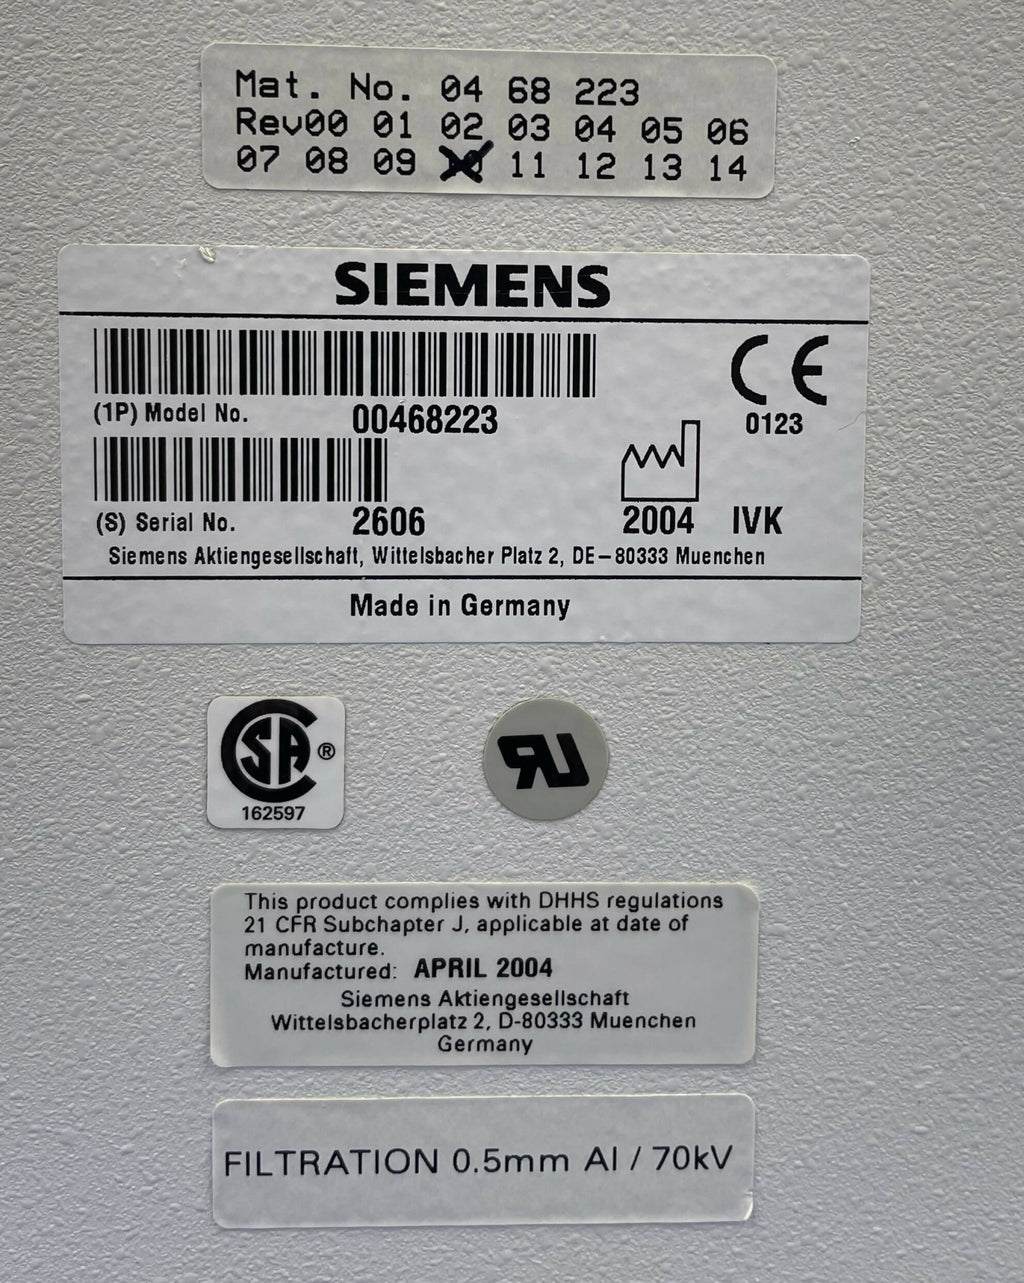 Mat. No. 04 68 223
Rev00 01 02 03 04 05 06
07 08 09 11 12 13 14
SIEMENS
CE
0123
(1P) Model No. 00468223
(S) Serial No. 2606
2004 IVK
Siemens Aktiengesellschaft, Wittelsbacher Platz 2, DE–80333 Muenchen
Made in Germany
CSA®
162597
RU
This product complies with DHHS regulations
21 CFR Subchapter J, applicable at date of
manufacture.
Manufactured: APRIL 2004
Siemens Aktiengesellschaft
Wittelsbacherplatz 2, D-80333 Muenchen
Germany
FILTRATION 0.5mm Al / 70kV